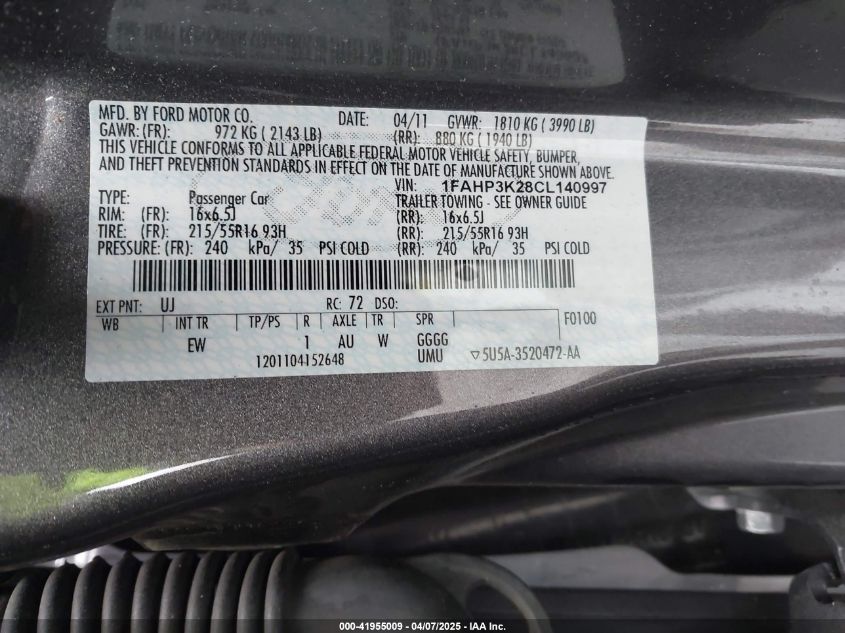 MFD. BY FORD MOTOR CO. DATE: 04/11 GVWR: 1810 KG ( 3990 LB)
GAWR: (FR): 972 KG ( 2143 LB) (RR): 880 KG ( 1940 LB)
THIS VEHICLE CONFORMS TO ALL APPLICABLE FEDERAL MOTOR VEHICLE SAFETY, BUMPER,
AND THEFT PREVENTION STANDARDS IN EFFECT ON THE DATE OF MANUFACTURE SHOWN ABOVE.
VIN: 1FAHP3K28CL140997
TYPE: Passenger Car TRAILER TOWING - SEE OWNER GUIDE
RIM: (FR): 16x6.5J (RR): 16x6.5J
TIRE: (FR): 215/55R16 93H (RR): 215/55R16 93H
PRESSURE: (FR): 240 kPa/ 35 PSI COLD (RR): 240 kPa/ 35 PSI COLD
EXT PNT: UJ RC: 72 DSO:
WB INT TR TP/PS R AXLE TR SPR F0100
EW 1 AU W GGGG
1201104152648 UMU ▽5U5A-3520472-AA
000-41955009 - 04/07/2025 - IAA Inc.